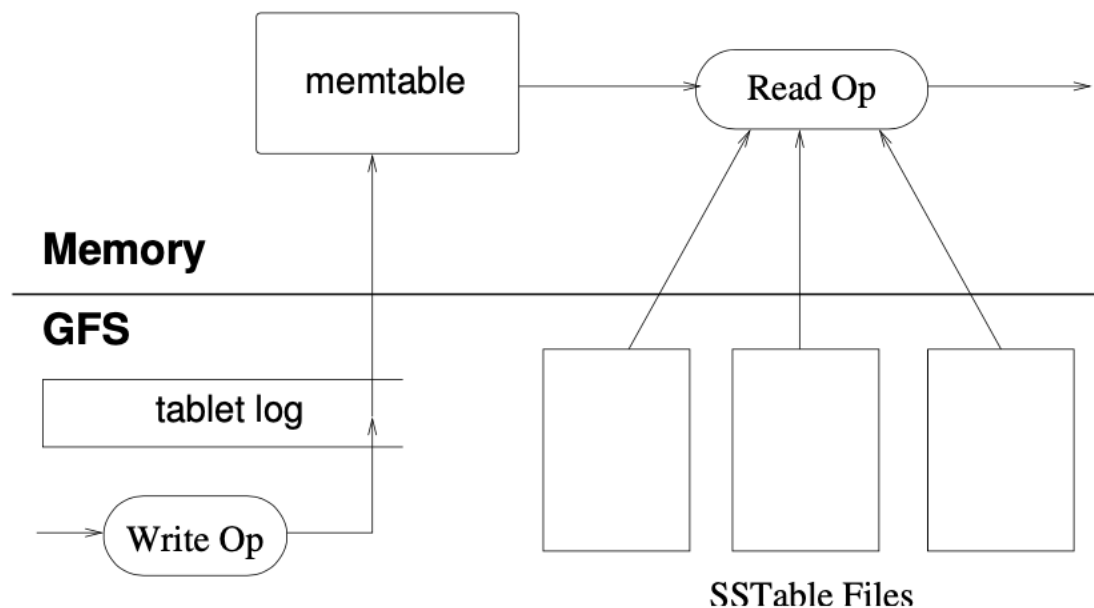 memtable
Read Op
Memory
GFS
tablet log
Write Op
SSTable Files